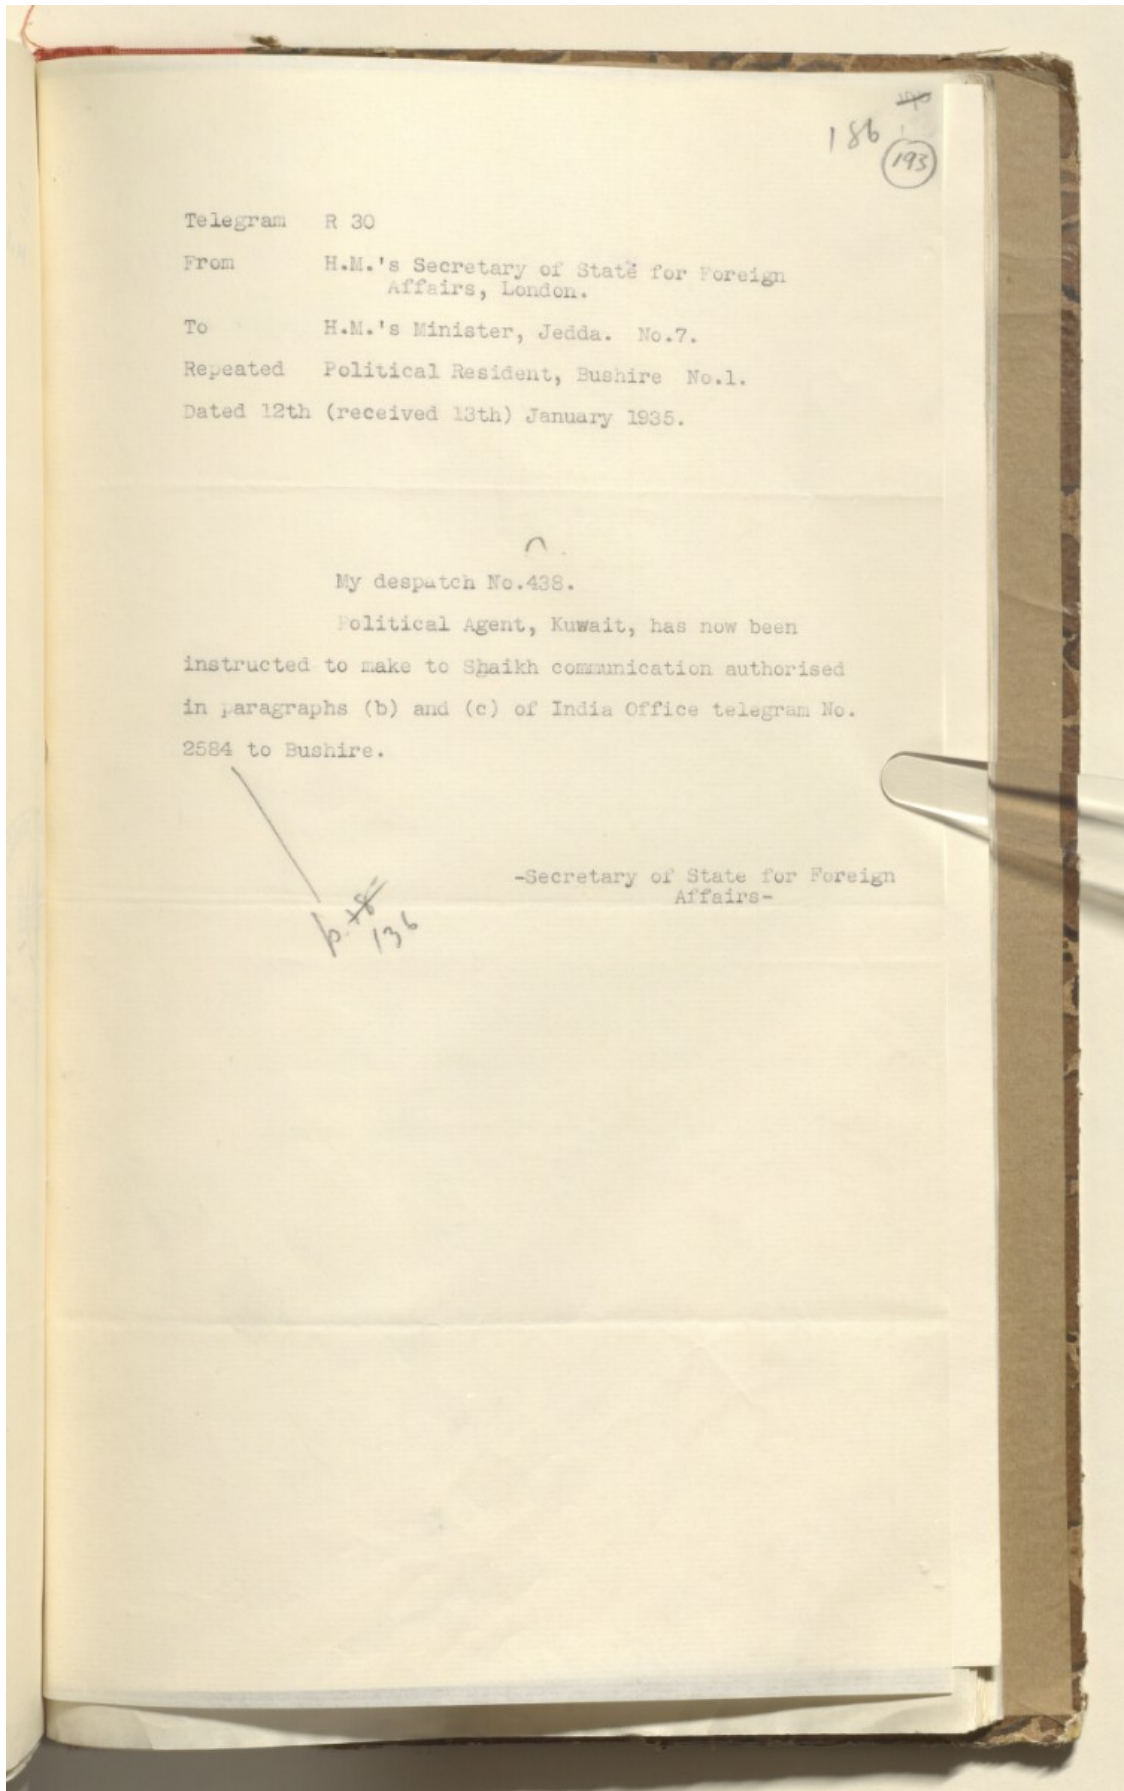 186
193
Telegram R 30
From H.M.'s Secretary of State for Foreign
Affairs, London.
To H.M.'s Minister, Jedda. No.7.
Repeated Political Resident, Bushire No.1.
Dated 12th (received 13th) January 1935.
My despatch No.438.
Political Agent, Kuwait, has now been
instructed to make to Shaikh communication authorised
in paragraphs (b) and (c) of India Office telegram No.
2584 to Bushire.
-Secretary of State for Foreign
Affairs-
p.
136